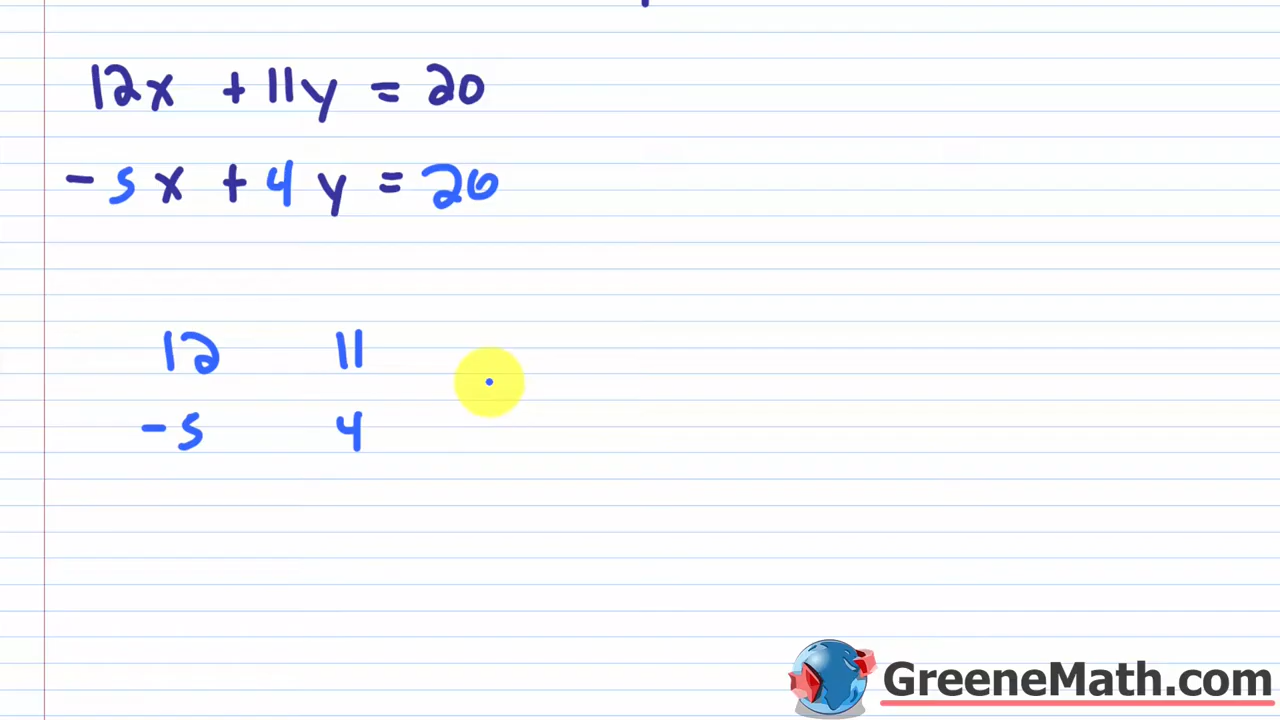 12x + 11y = 20
- 5x + 4y = 20
12 11
-5 4
GreeneMath.com